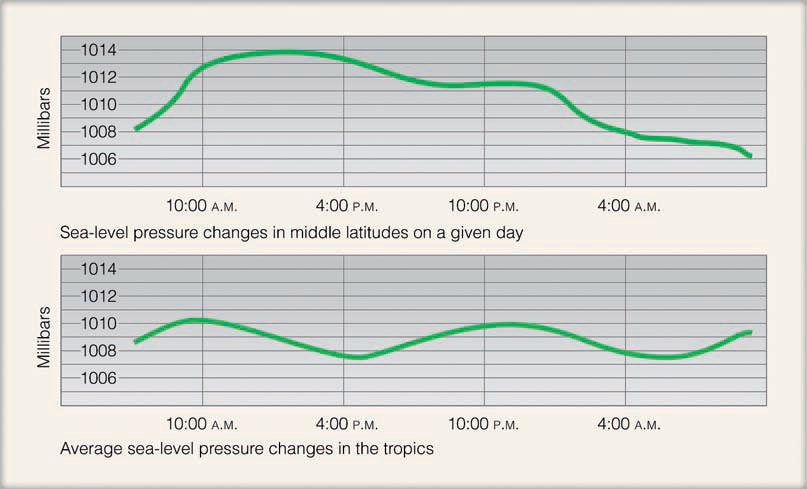 Millibars
1014
1012
1010
1008
1006
10:00 A.M. 4:00 P.M. 10:00 P.M. 4:00 A.M.
Sea-level pressure changes in middle latitudes on a given day
Millibars
1014
1012
1010
1008
1006
10:00 A.M. 4:00 P.M. 10:00 P.M. 4:00 A.M.
Average sea-level pressure changes in the tropics